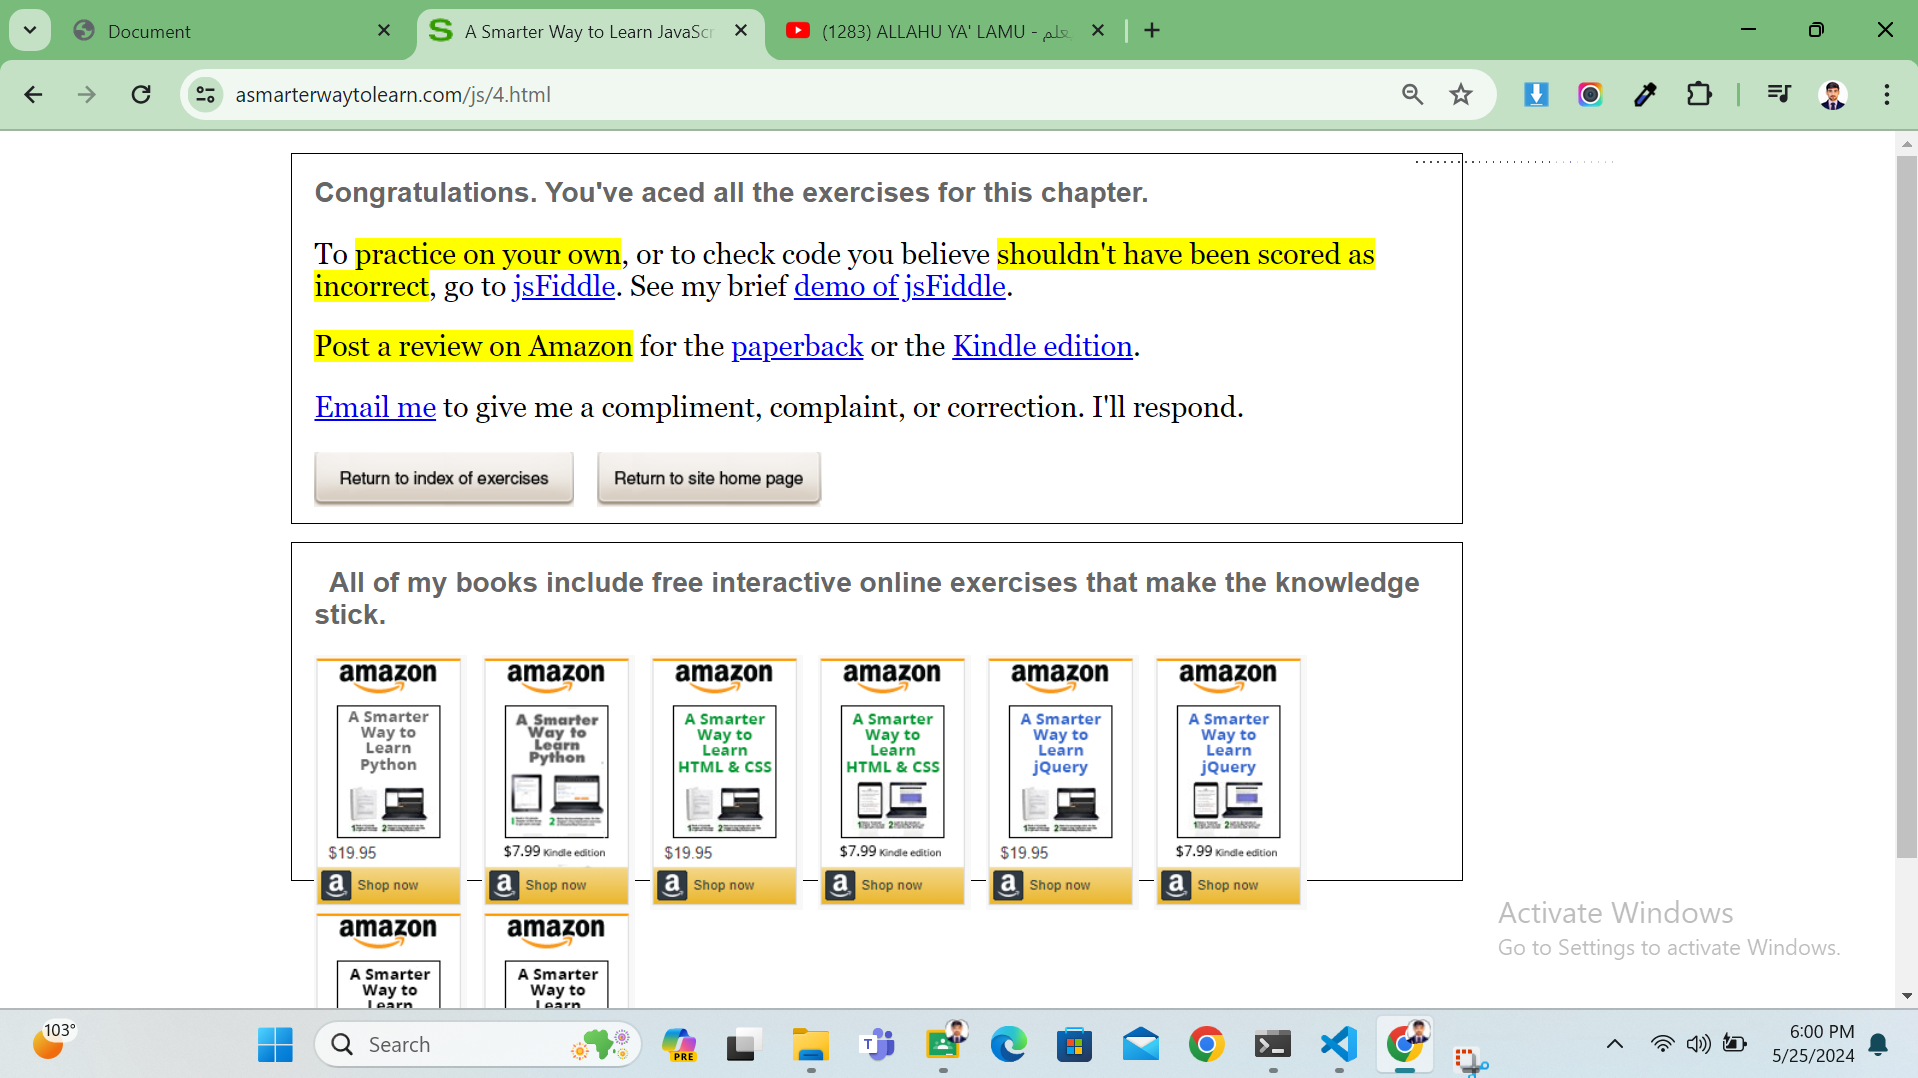 Document
A Smarter Way to Learn JavaScr
(1283) ALLAHU YA' LAMU -
asmarterwaytolearn.com/js/4.html
Congratulations. You've aced all the exercises for this chapter.
To practice on your own, or to check code you believe shouldn't have been scored as
incorrect, go to jsFiddle. See my brief demo of jsFiddle.
Post a review on Amazon for the paperback or the Kindle edition.
Email me to give me a compliment, complaint, or correction. I'll respond.
Return to index of exercises
Return to site home page
All of my books include free interactive online exercises that make the knowledge
stick.
amazon
A Smarter
Way to
Learn
Python
$19.95
a Shop now
amazon
A Smarter
Way to
Learn
Python
$7.99 Kindle edition
a Shop now
amazon
A Smarter
Way to
Learn
HTML & CSS
$19.95
a Shop now
amazon
A Smarter
Way to
Learn
HTML & CSS
$7.99 Kindle edition
a Shop now
amazon
A Smarter
Way to
Learn
jQuery
$19.95
a Shop now
amazon
A Smarter
Way to
Learn
jQuery
$7.99 Kindle edition
a Shop now
amazon
A Smarter
Way to
Learn
amazon
A Smarter
Way to
Learn
Activate Windows
Go to Settings to activate Windows.
103°
Search
PRE
6:00 PM
5/25/2024